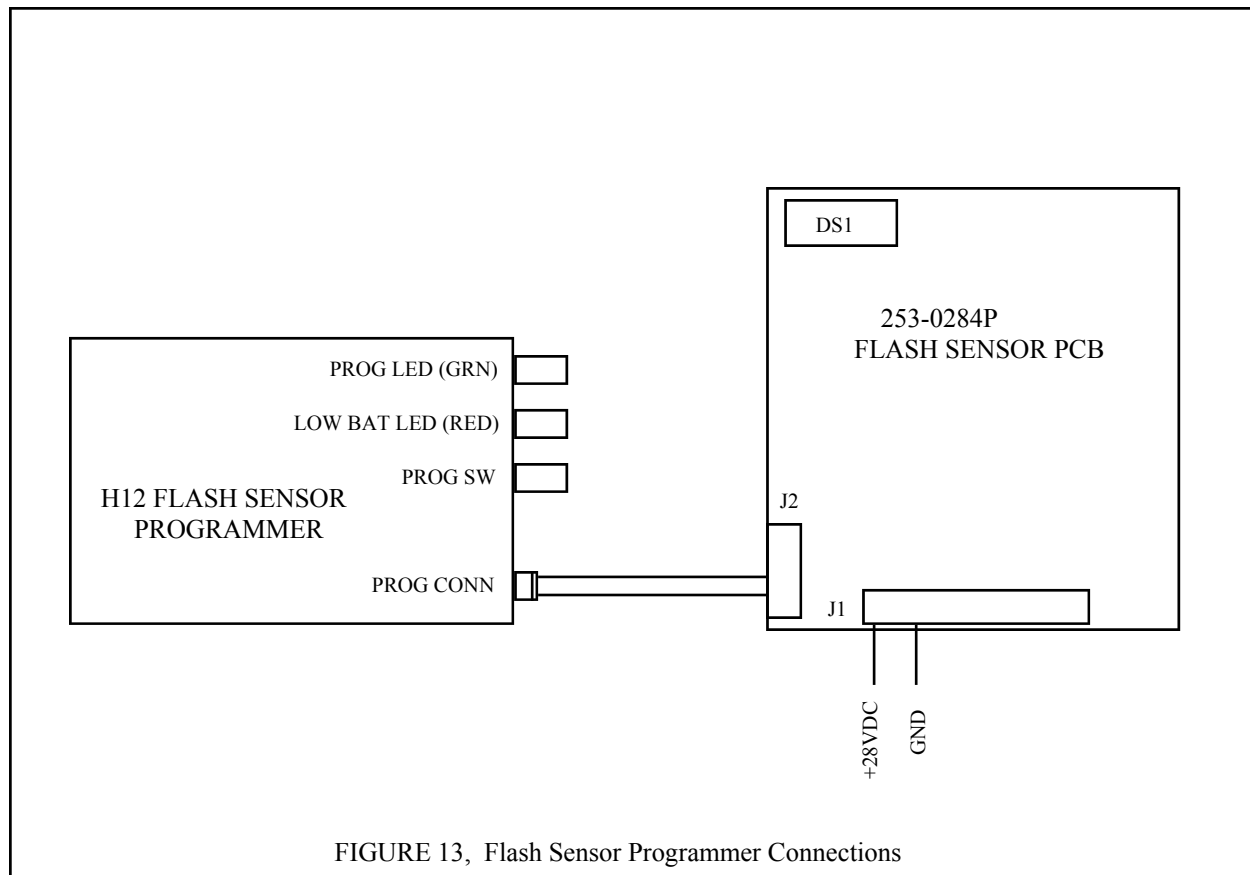 DS1
253-0284P
FLASH SENSOR PCB
PROG LED (GRN)
LOW BAT LED (RED)
PROG SW
H12 FLASH SENSOR
PROGRAMMER
J2
PROG CONN
J1
+28VDC
GND
FIGURE 13, Flash Sensor Programmer Connections